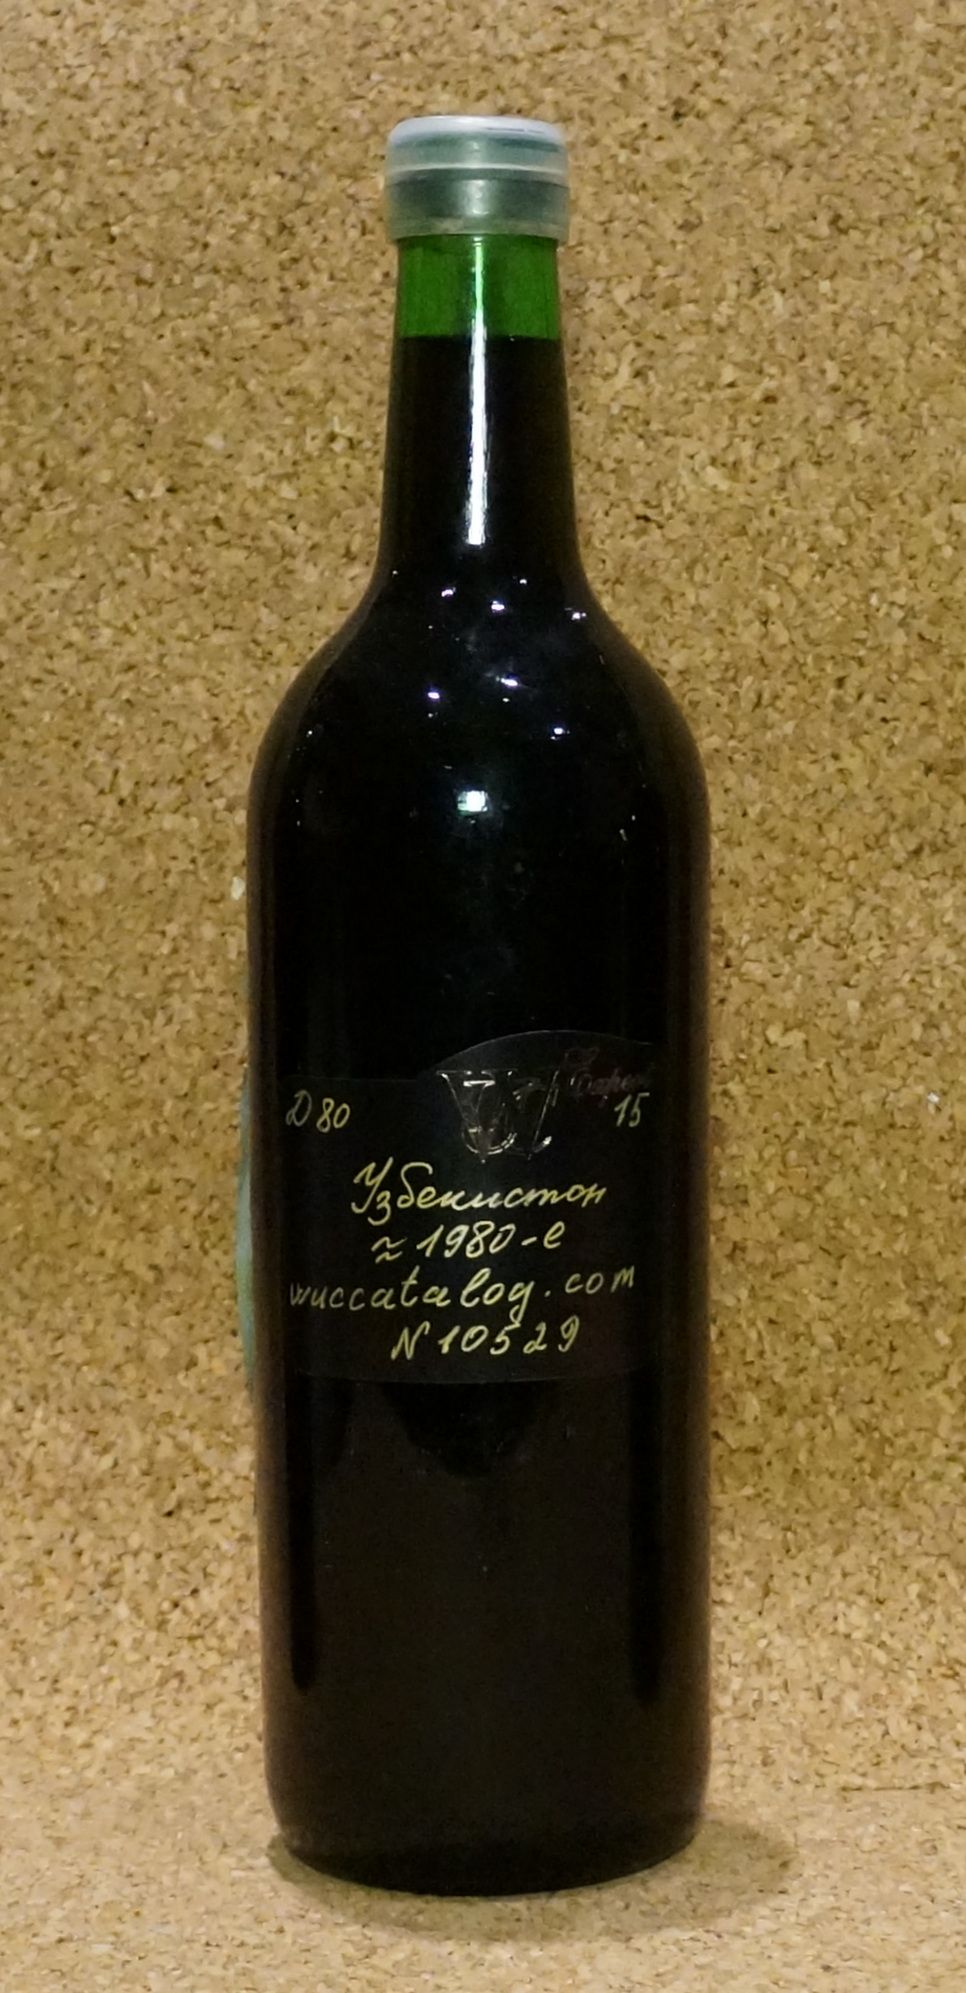 Д 80 15
Узбекистон
≈ 1980-е
wuccatalog.com
N 10529